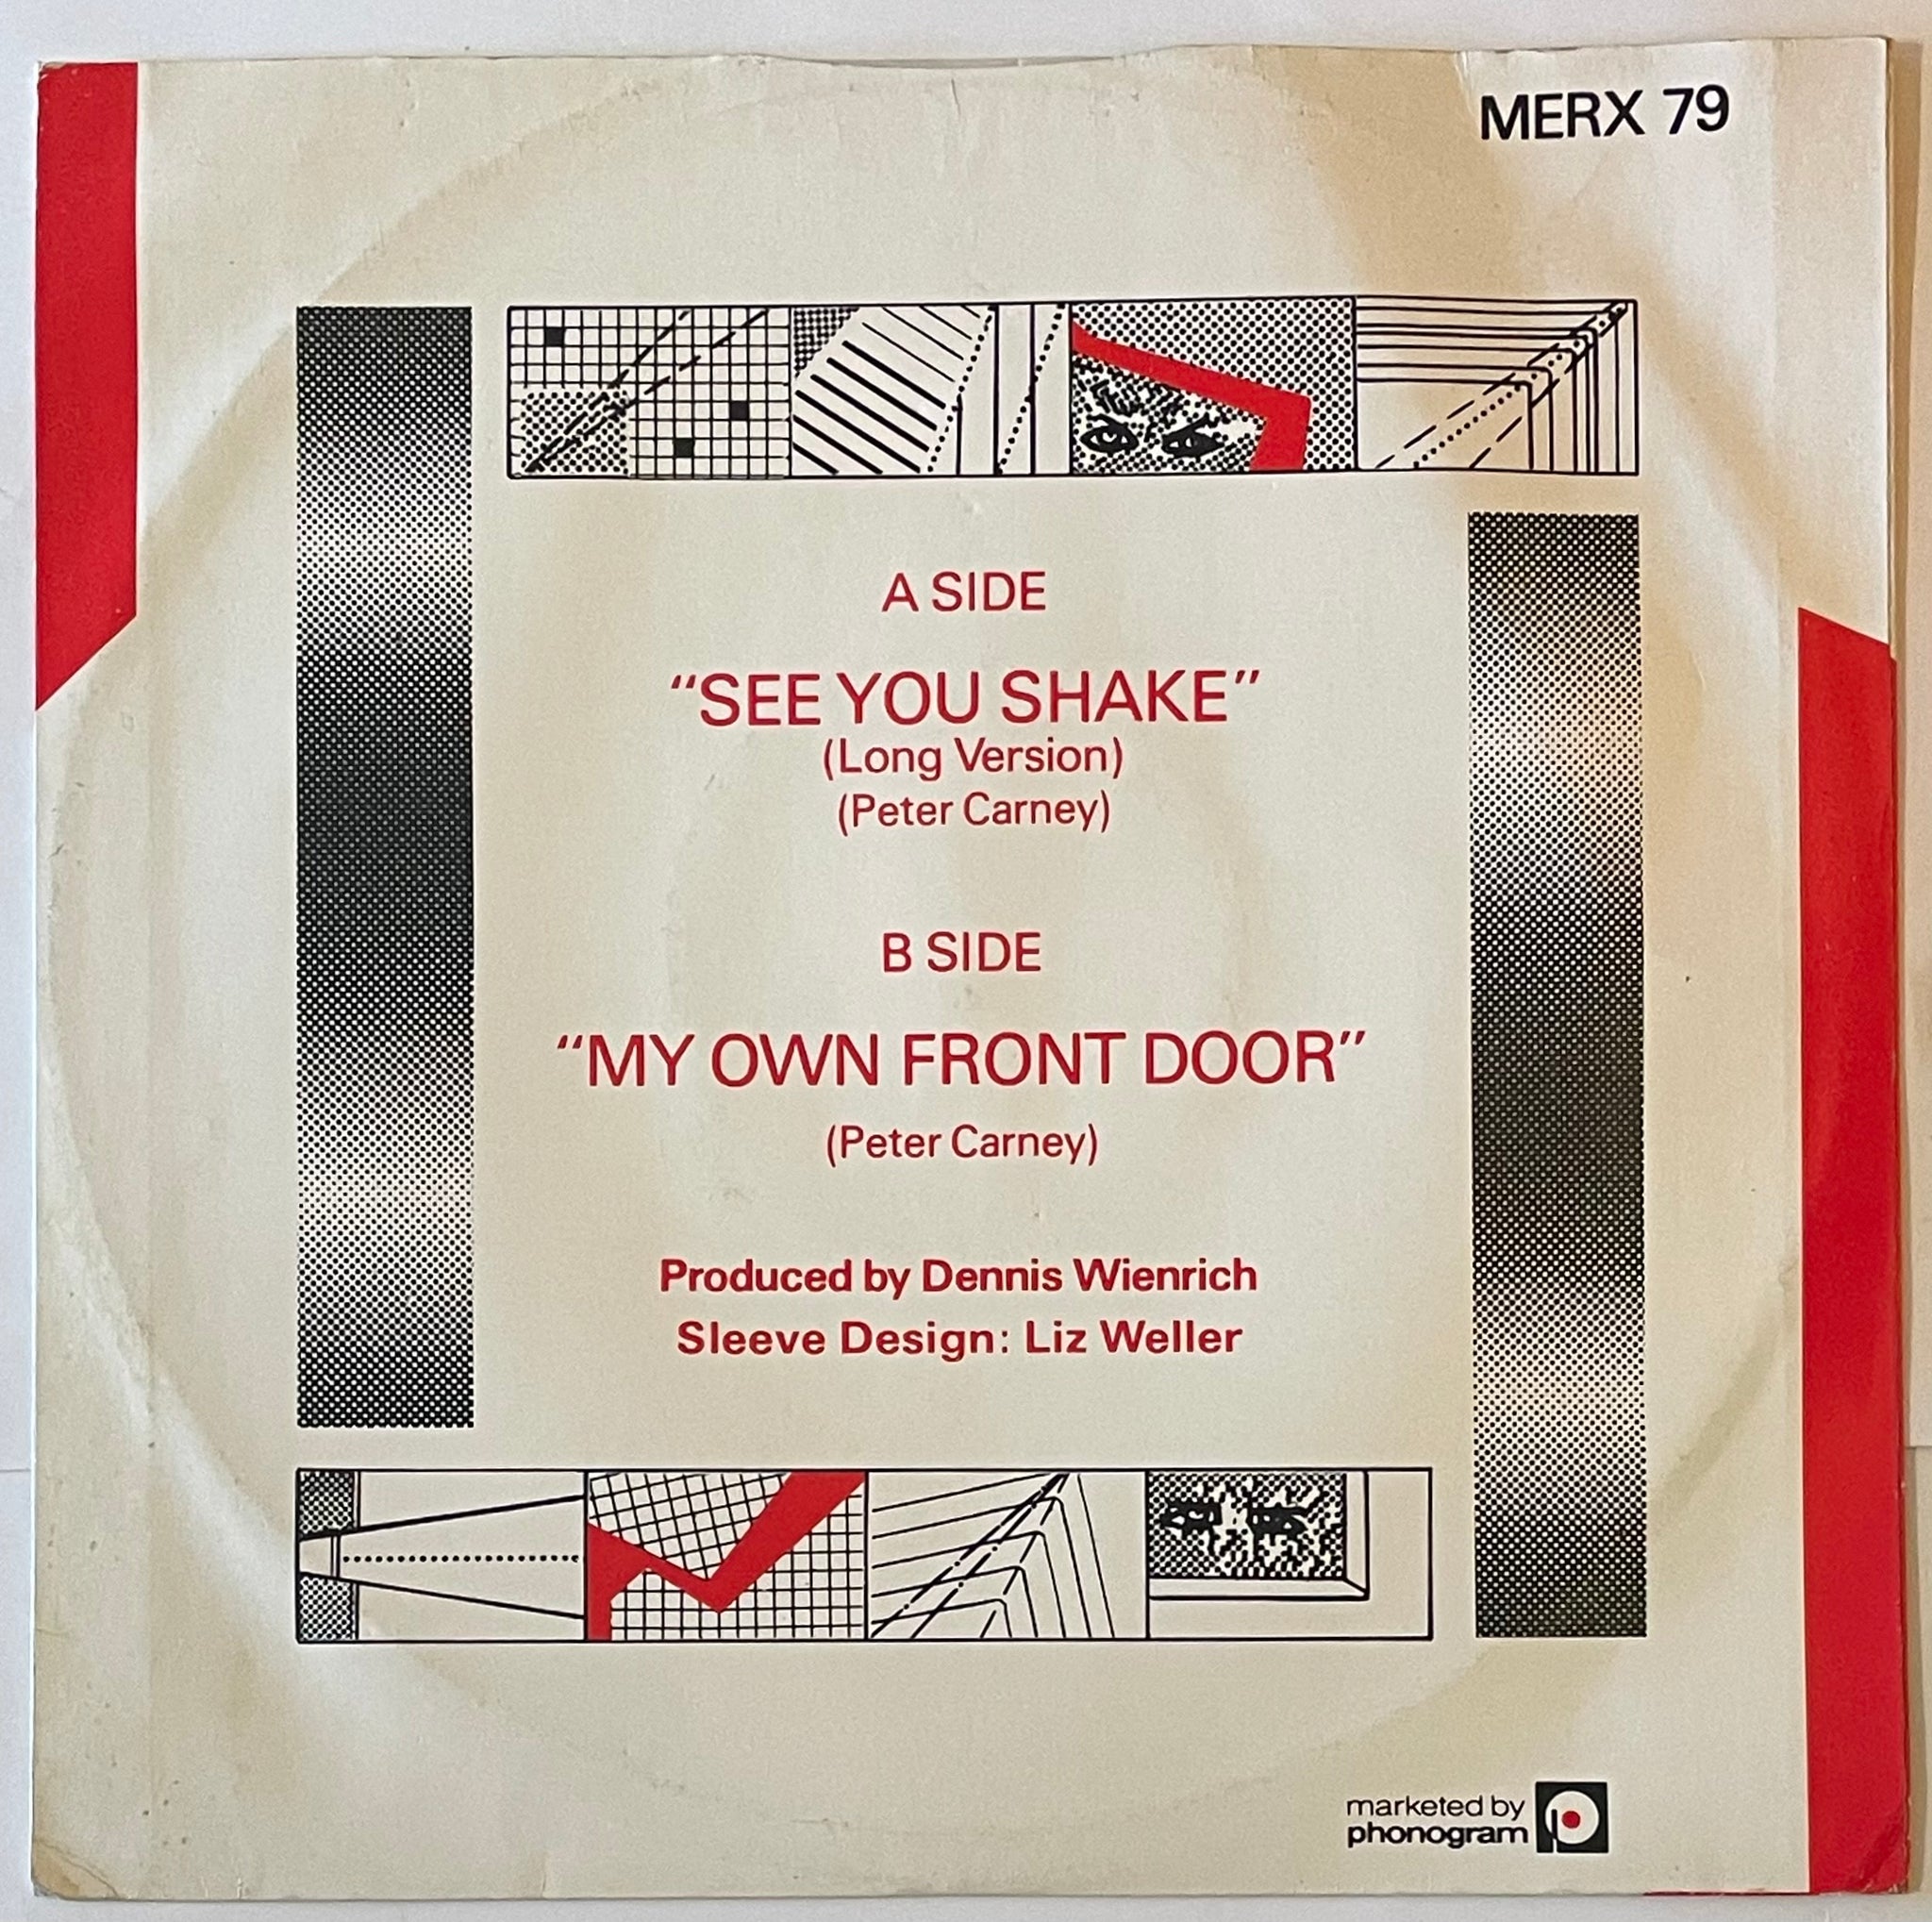 MERX 79
A SIDE
“SEE YOU SHAKE”
(Long Version)
(Peter Carney)
B SIDE
“MY OWN FRONT DOOR”
(Peter Carney)
Produced by Dennis Wienrich
Sleeve Design: Liz Weller
marketed by
phonogram